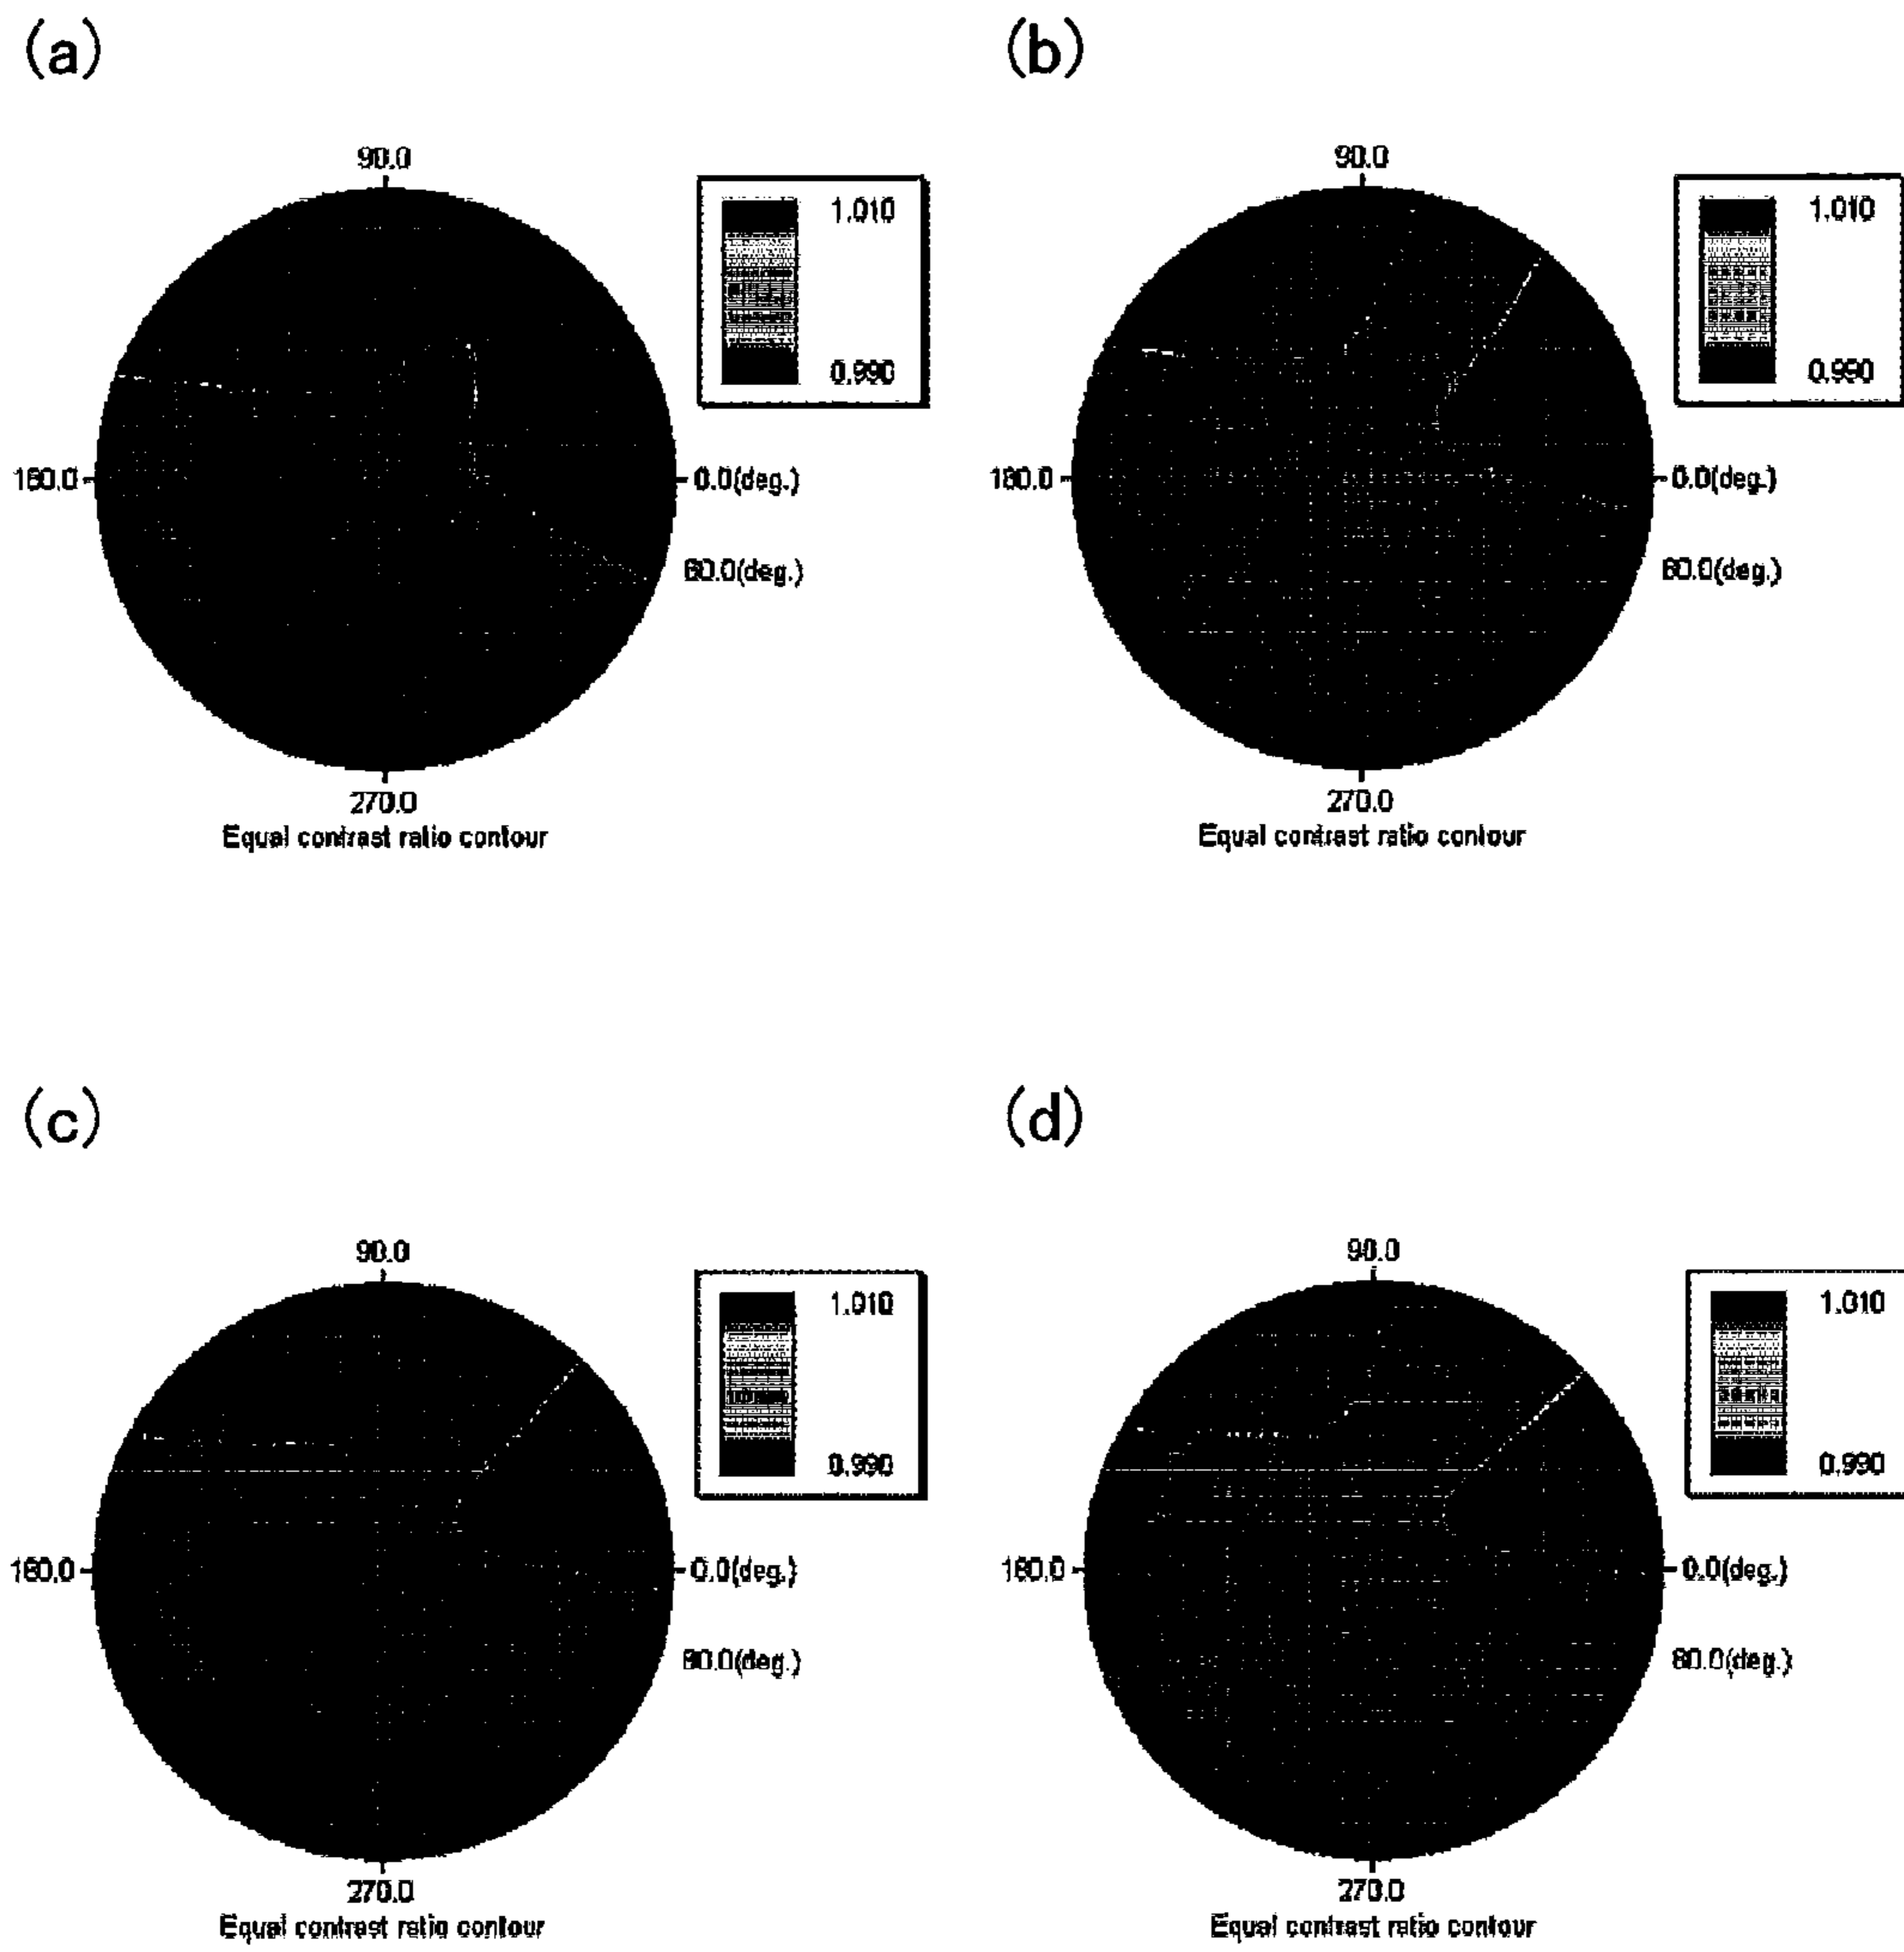 (a)
90.0
1.010
0.990
180.0
0.0(deg.)
80.0(deg.)
270.0
Equal contrast ratio contour
(b)
90.0
1.010
0.990
180.0
0.0(deg.)
80.0(deg.)
270.0
Equal contrast ratio contour
(c)
90.0
1.010
0.990
180.0
0.0(deg.)
80.0(deg.)
270.0
Equal contrast ratio contour
(d)
90.0
1.010
0.990
180.0
0.0(deg.)
80.0(deg.)
270.0
Equal contrast ratio contour